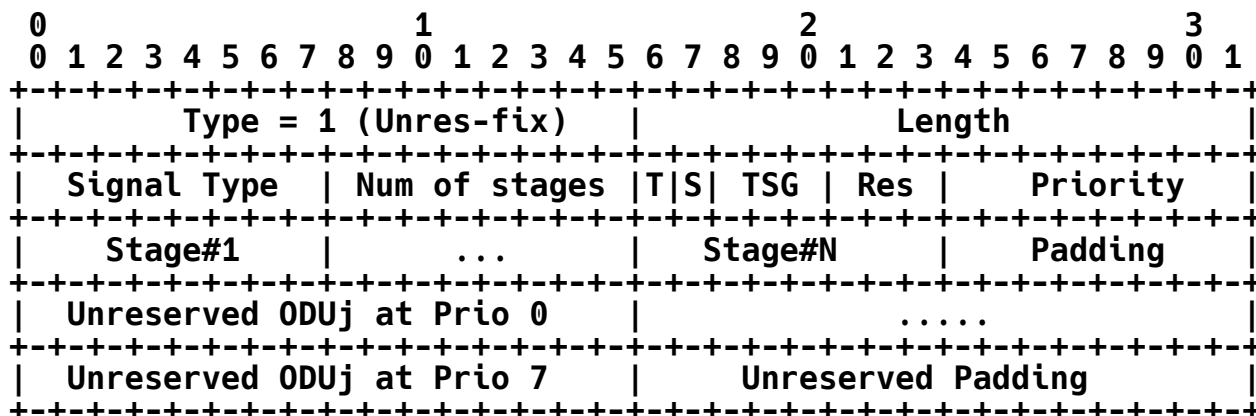 0                   1                   2                   3
 0 1 2 3 4 5 6 7 8 9 0 1 2 3 4 5 6 7 8 9 0 1 2 3 4 5 6 7 8 9 0 1
+-+-+-+-+-+-+-+-+-+-+-+-+-+-+-+-+-+-+-+-+-+-+-+-+-+-+-+-+-+-+-+-+
|        Type = 1 (Unres-fix)   |             Length            |
+-+-+-+-+-+-+-+-+-+-+-+-+-+-+-+-+-+-+-+-+-+-+-+-+-+-+-+-+-+-+-+-+
|  Signal Type  | Num of stages |T|S| TSG | Res |    Priority   |
+-+-+-+-+-+-+-+-+-+-+-+-+-+-+-+-+-+-+-+-+-+-+-+-+-+-+-+-+-+-+-+-+
|    Stage#1    |      ...      |   Stage#N     |    Padding    |
+-+-+-+-+-+-+-+-+-+-+-+-+-+-+-+-+-+-+-+-+-+-+-+-+-+-+-+-+-+-+-+-+
|  Unreserved ODUj at Prio 0    |             .....             |
+-+-+-+-+-+-+-+-+-+-+-+-+-+-+-+-+-+-+-+-+-+-+-+-+-+-+-+-+-+-+-+-+
|  Unreserved ODUj at Prio 7    |     Unreserved Padding        |
+-+-+-+-+-+-+-+-+-+-+-+-+-+-+-+-+-+-+-+-+-+-+-+-+-+-+-+-+-+-+-+-+